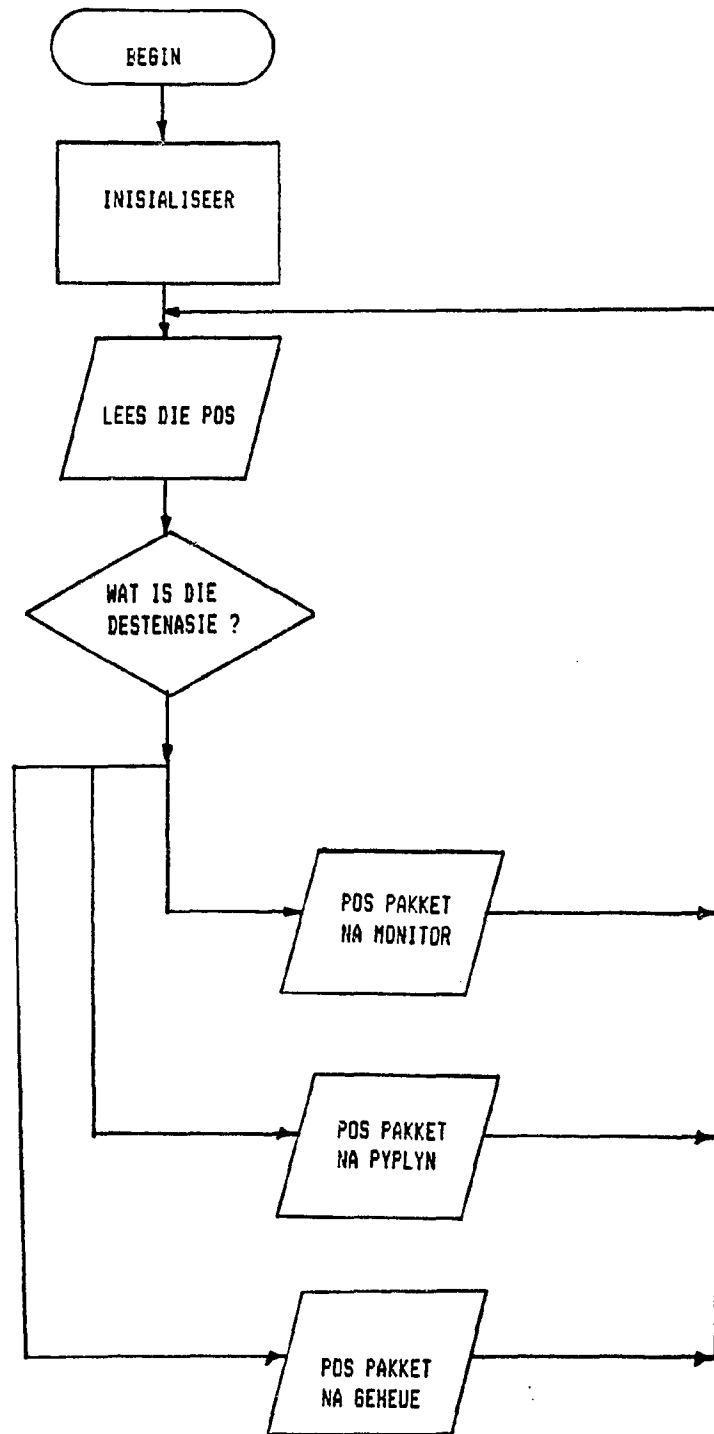 BEGIN
INISIALISEER
LEES DIE POS
WAT IS DIE
DESTENASIE ?
POS PAKKET
NA MONITOR
POS PAKKET
NA PYPLYN
POS PAKKET
NA GEHEUE